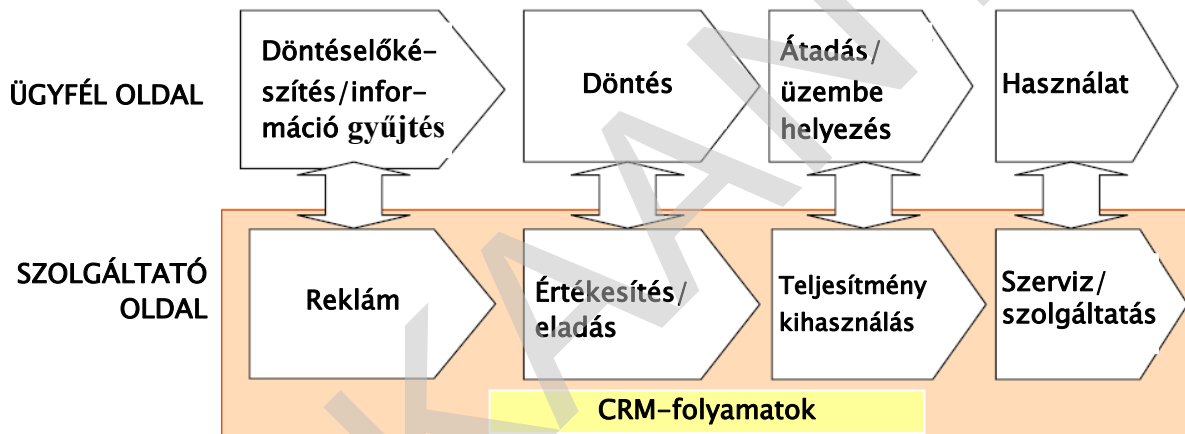 ÜGYFÉL OLDAL
Döntéselőké-
szítés/infor-
máció gyűjtés
Döntés
Átadás/
üzembe
helyezés
Használat
SZOLGÁLTATÓ
OLDAL
Reklám
Értékesítés/
eladás
Teljesítmény
kihasználás
Szerviz/
szolgáltatás
CRM-folyamatok